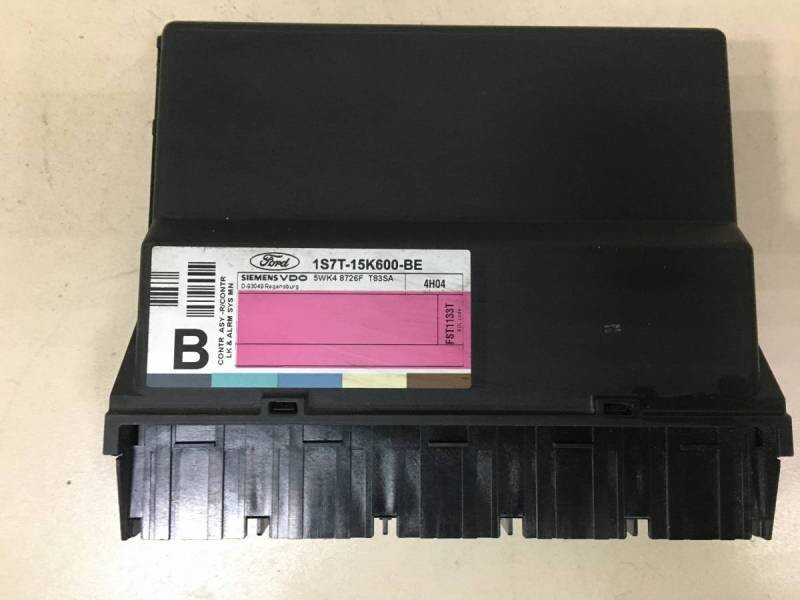 Ford
1S7T-15K600-BE
SIEMENS VDO
5WK4 8726F T83SA
D-93049 Regensburg
4H04
B
CONTR ASY -R/CONTR
LK & ALRM SYS MN
FST1133T